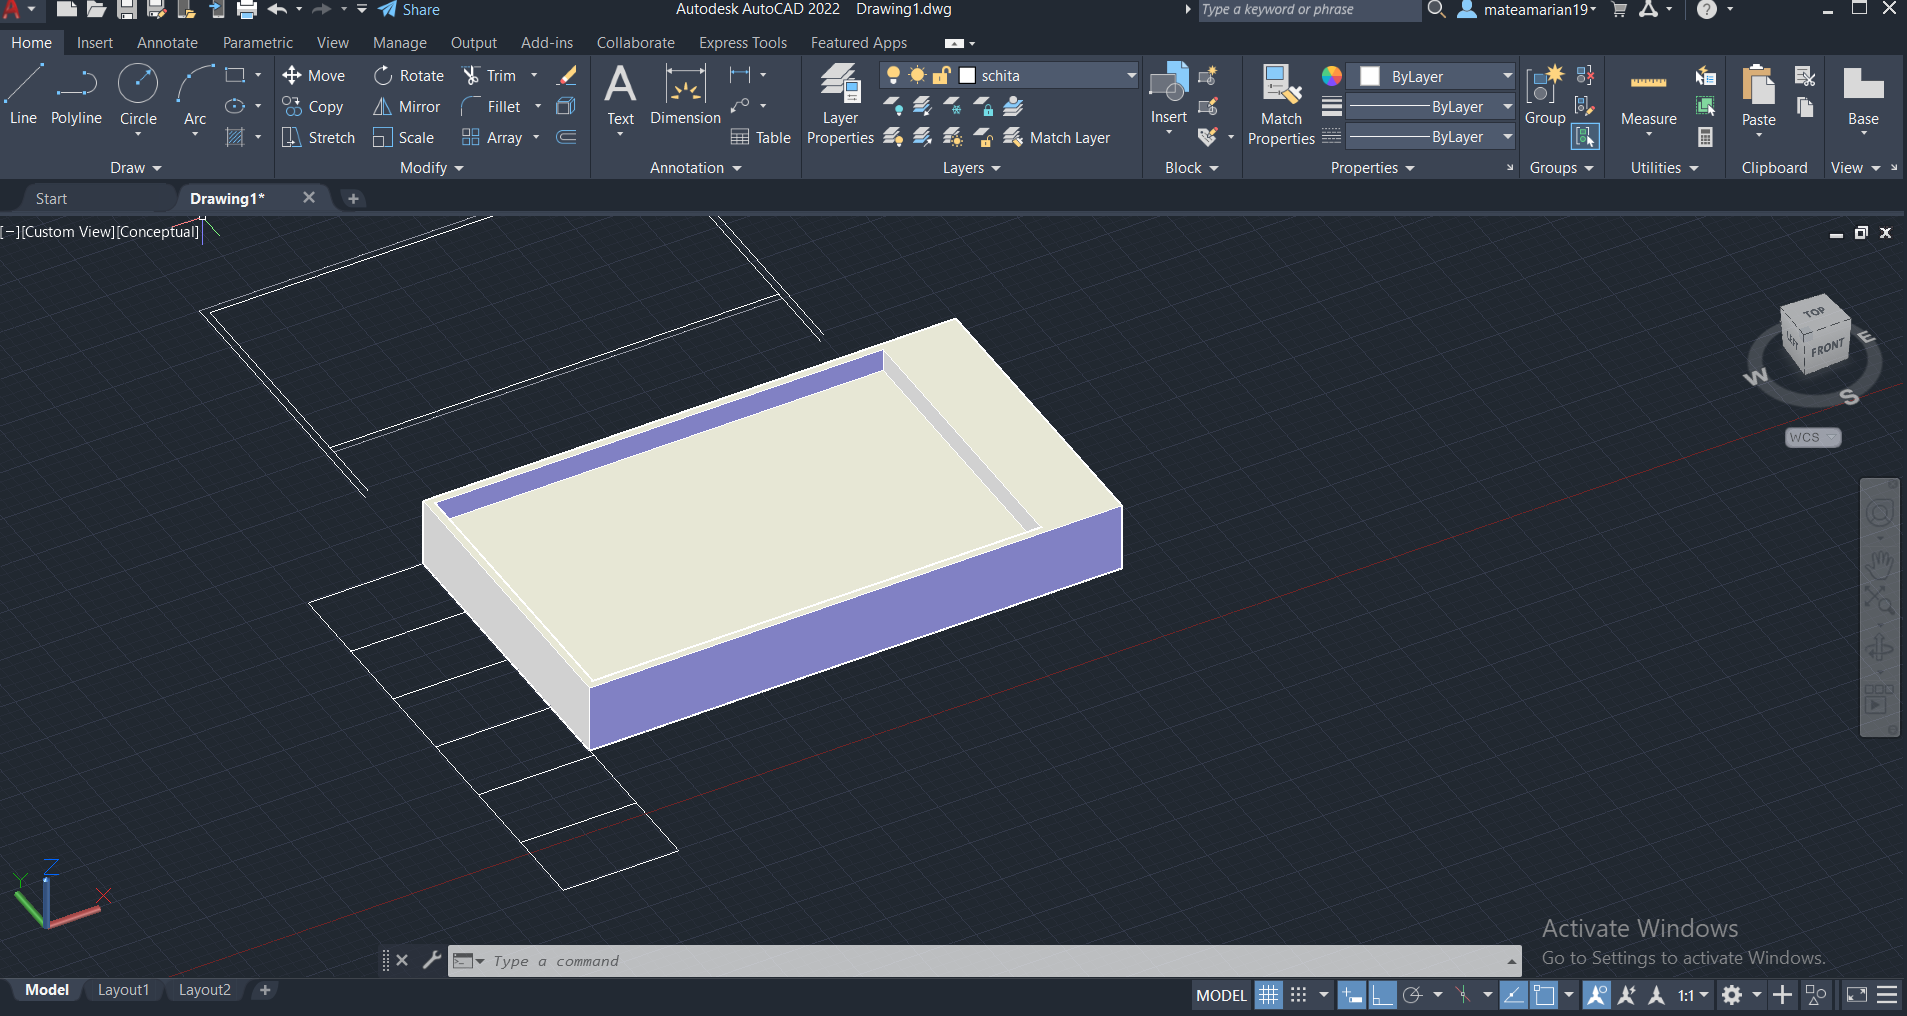 Share
Autodesk AutoCAD 2022 Drawing1.dwg
Type a keyword or phrase
mateamarian19
Home Insert Annotate Parametric View Manage Output Add-ins Collaborate Express Tools Featured Apps
Line Polyline Circle Arc
Draw
Move Rotate Trim
Copy Mirror Fillet
Stretch Scale Array
Modify
Text Dimension Table
Annotation
Layer Properties
schita
Match Layer
Layers
Insert
Block
Match Properties
ByLayer
ByLayer
ByLayer
Properties
Group
Groups
Measure
Utilities
Paste
Clipboard
Base
View
Start Drawing1*
[−][Custom View][Conceptual]
TOP
LEFT FRONT
E
W
S
WCS
Z
Y
X
Type a command
Activate Windows
Go to Settings to activate Windows.
Model Layout1 Layout2
MODEL 1:1